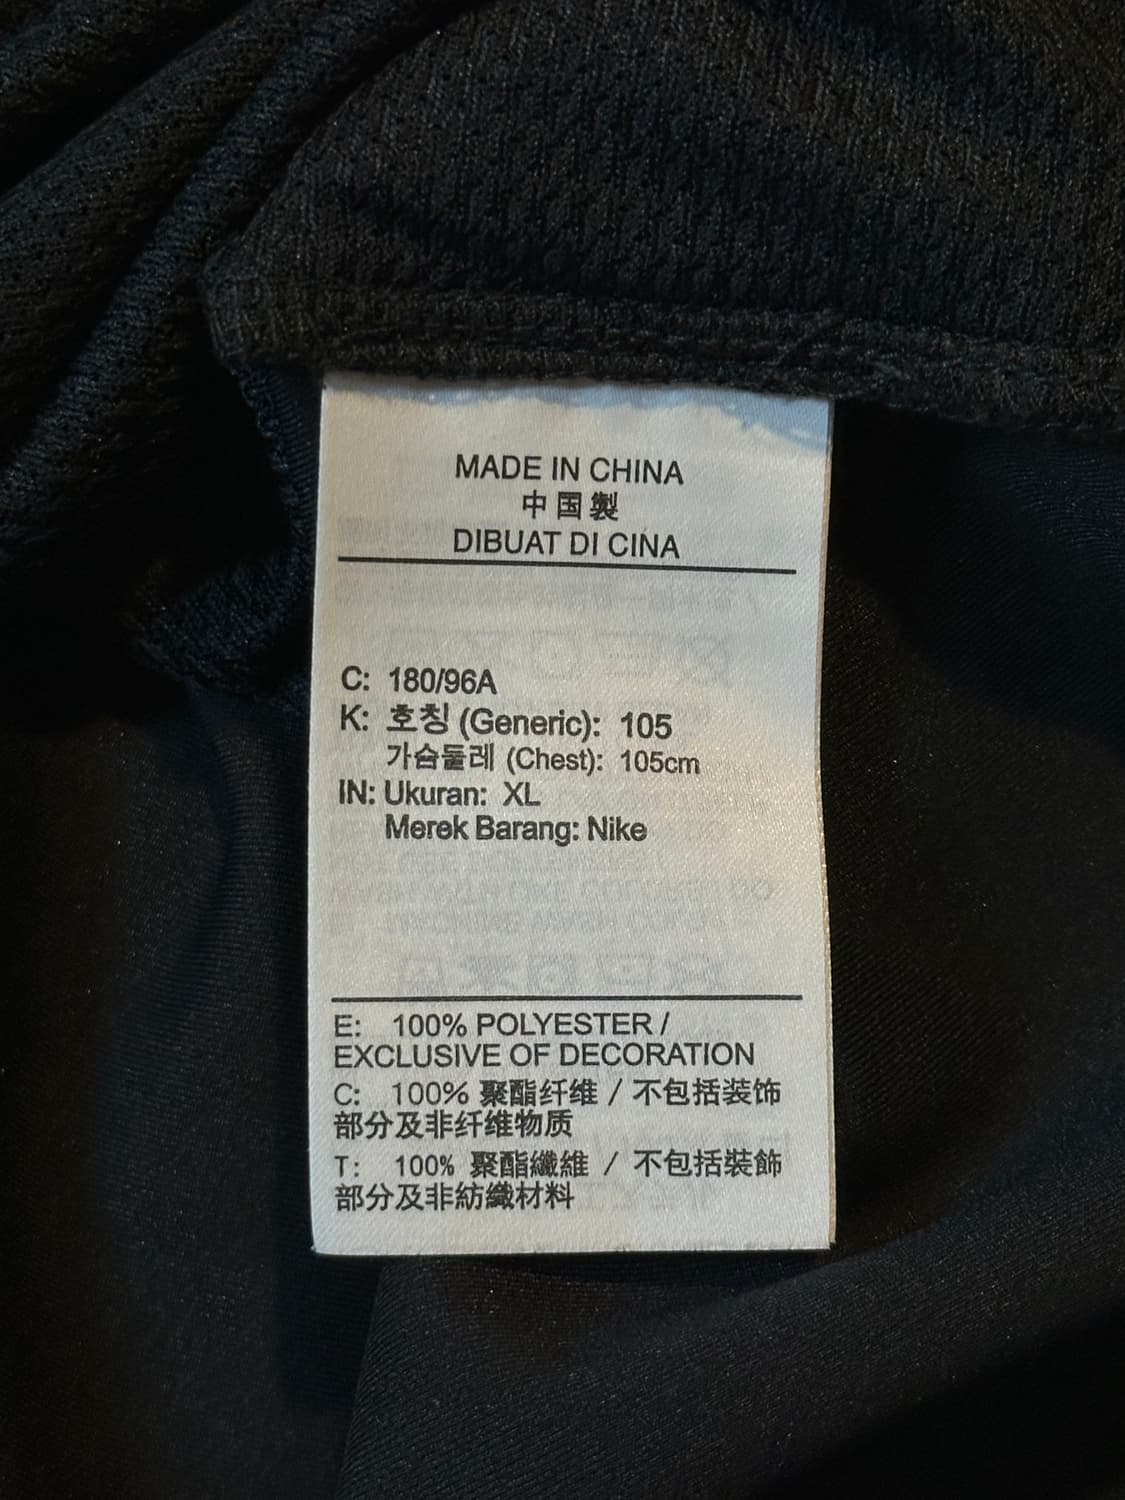 MADE IN CHINA
中国製
DIBUAT DI CINA
C: 180/96A
K: 호칭 (Generic): 105
가슴둘레 (Chest): 105cm
IN: Ukuran: XL
Merek Barang: Nike
E: 100% POLYESTER /
EXCLUSIVE OF DECORATION
C: 100% 聚酯纤维 / 不包括装饰
部分及非纤维物质
T: 100% 聚酯纖維 / 不包括裝飾
部分及非紡織材料